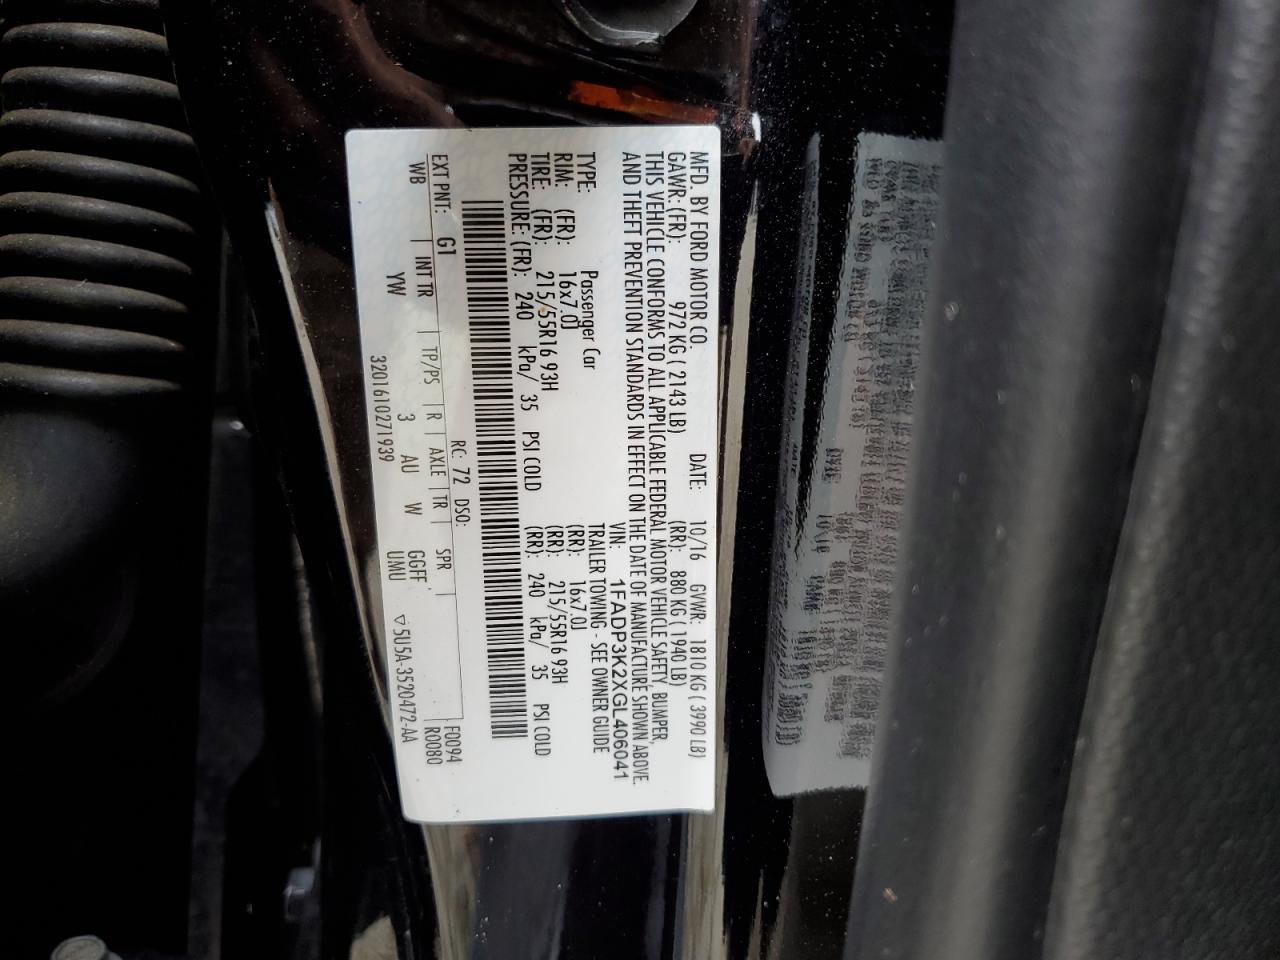 MFD. BY FORD MOTOR CO. DATE: 10/16 GVWR: 1810 KG ( 3990 LB)
GAWR: (FR): 972 KG ( 2143 LB) (RR): 880 KG ( 1940 LB)
THIS VEHICLE CONFORMS TO ALL APPLICABLE FEDERAL MOTOR VEHICLE SAFETY, BUMPER,
AND THEFT PREVENTION STANDARDS IN EFFECT ON THE DATE OF MANUFACTURE SHOWN ABOVE.
VIN: 1FADP3K2XGL406041
TYPE: Passenger Car TRAILER TOWING - SEE OWNER GUIDE
RIM: (FR): 16x7.0J (RR): 16x7.0J
TIRE: (FR): 215/55R16 93H (RR): 215/55R16 93H
PRESSURE: (FR): 240 kPa/ 35 PSI COLD (RR): 240 kPa/ 35 PSI COLD
RC: 72 DSO: F0094
EXT PNT: G1 R0080
INT TR TP/PS R AXLE TR SPR
WB YW 3 AU W GGFF
UMU
3201610271939 ▽5U5A-3520472-AA